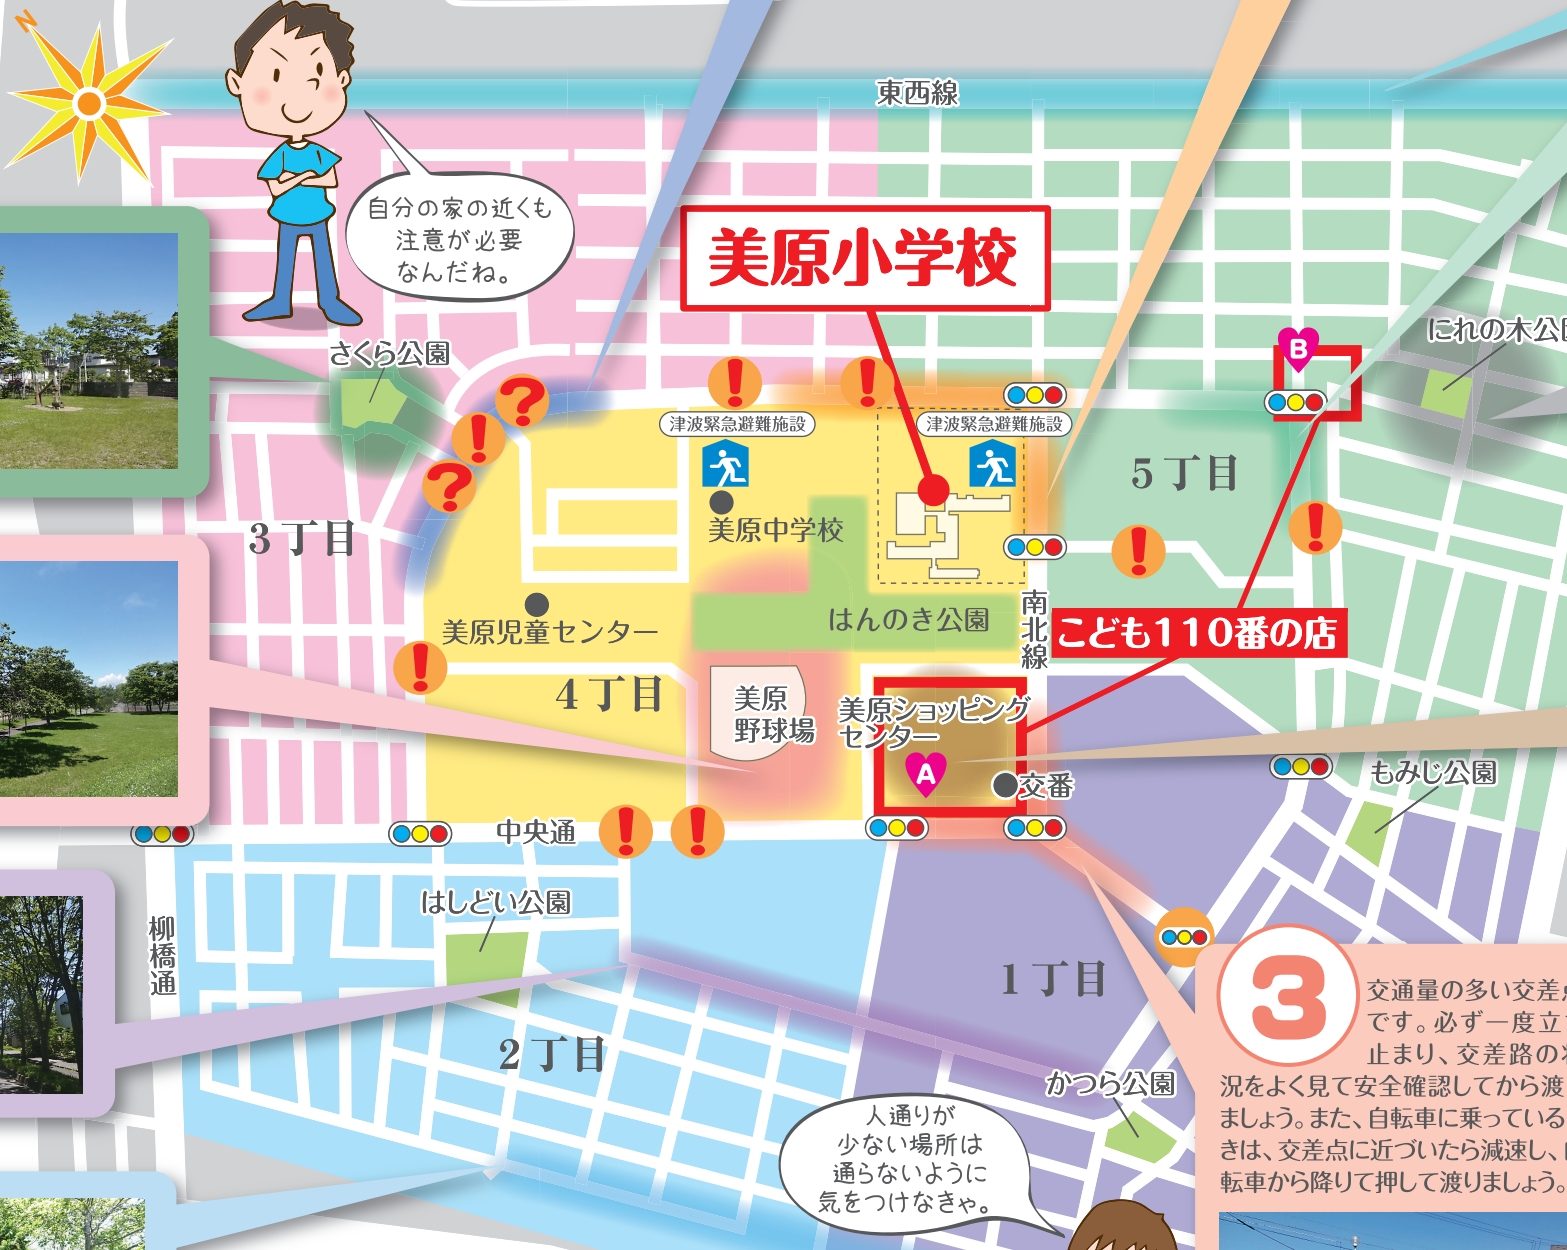 N
東西線
自分の家の近くも
注意が必要
なんだね。
美原小学校
さくら公園
にれの木公
B
津波緊急避難施設
津波緊急避難施設
5丁目
美原中学校
3丁目
はんのき公園
南北線
こども110番の店
美原児童センター
4丁目
美原
野球場
美原ショッピング
センター
A
交番
もみじ公園
中央通
はしどい公園
柳橋通
1丁目
2丁目
かつら公園
人通りが
少ない場所は
通らないように
気をつけなきゃ。
3
交通量の多い交差点
です。必ず一度立
止まり、交差路の
況をよく見て安全確認してから渡
ましょう。また、自転車に乗っている
きは、交差点に近づいたら減速し、
転車から降りて押して渡りましょう。